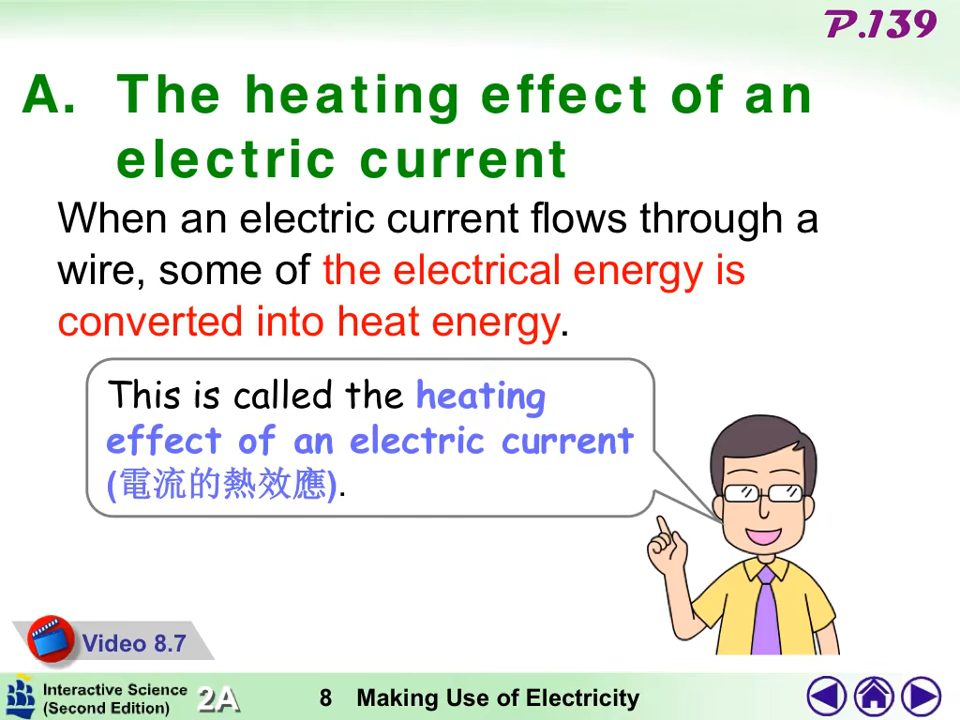 P.139
A. The heating effect of an
electric current
When an electric current flows through a
wire, some of the electrical energy is
converted into heat energy.
This is called the heating
effect of an electric current
(電流的熱效應).
Video 8.7
Interactive Science
(Second Edition)
2A
8 Making Use of Electricity